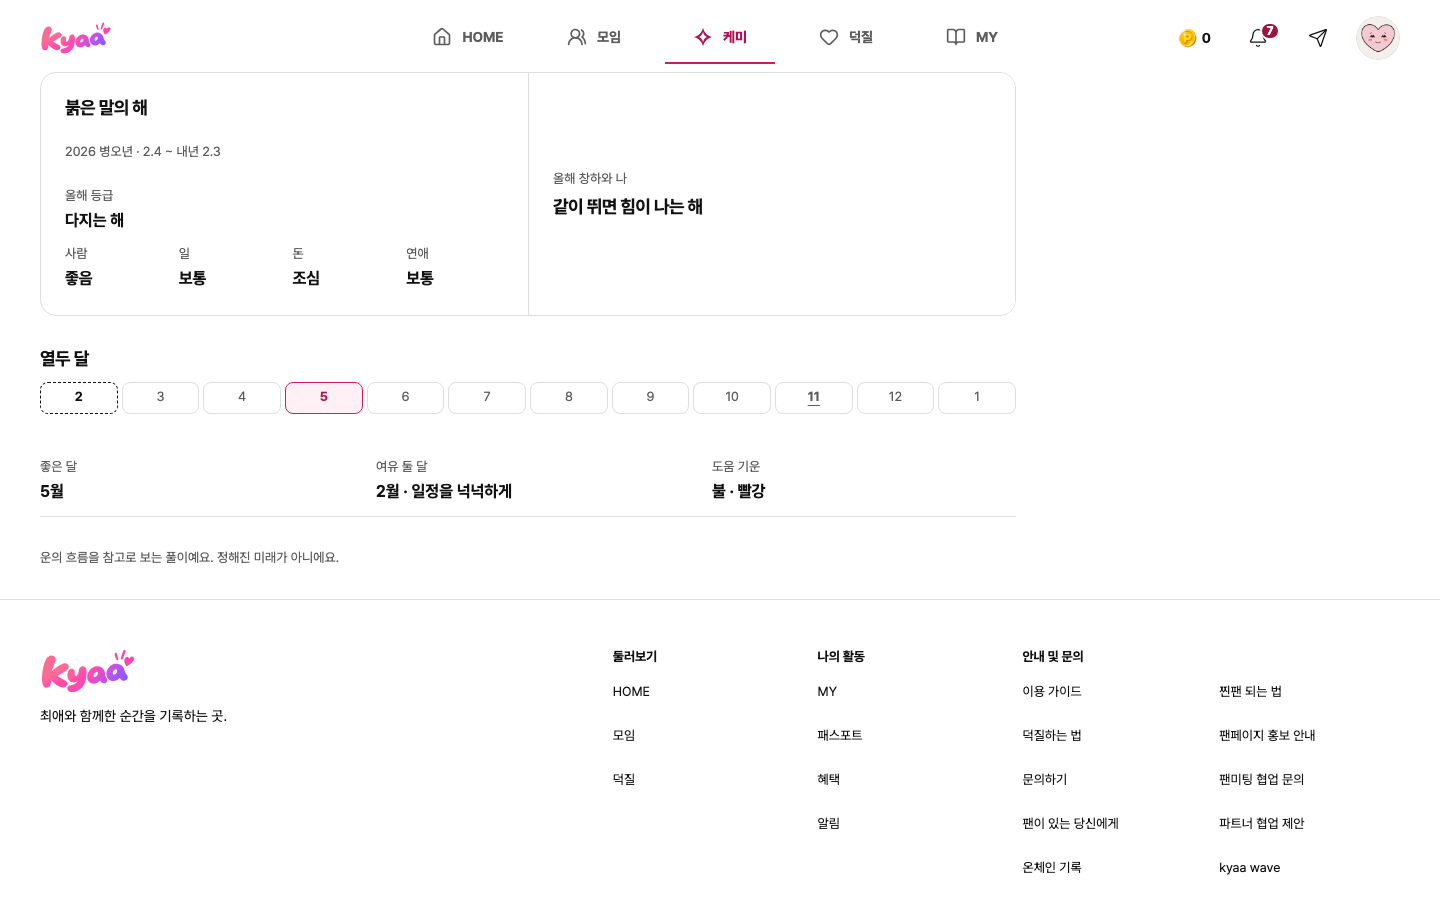 kyaa
HOME
모임
케미
덕질
MY
0
7
붉은 말의 해
2026 병오년 · 2.4 ~ 내년 2.3
올해 등급
다지는 해
사람
일
돈
연애
좋음
보통
조심
보통
올해 창하와 나
같이 뛰면 힘이 나는 해
열두 달
2
3
4
5
6
7
8
9
10
11
12
1
좋은 달
5월
여유 둘 달
2월 · 일정을 넉넉하게
도움 기운
불 · 빨강
운의 흐름을 참고로 보는 풀이예요. 정해진 미래가 아니에요.
kyaa
최애와 함께한 순간을 기록하는 곳.
둘러보기
HOME
모임
덕질
나의 활동
MY
패스포트
혜택
알림
안내 및 문의
이용 가이드
덕질하는 법
문의하기
팬이 있는 당신에게
온체인 기록
찐팬 되는 법
팬페이지 홍보 안내
팬미팅 협업 문의
파트너 협업 제안
kyaa wave